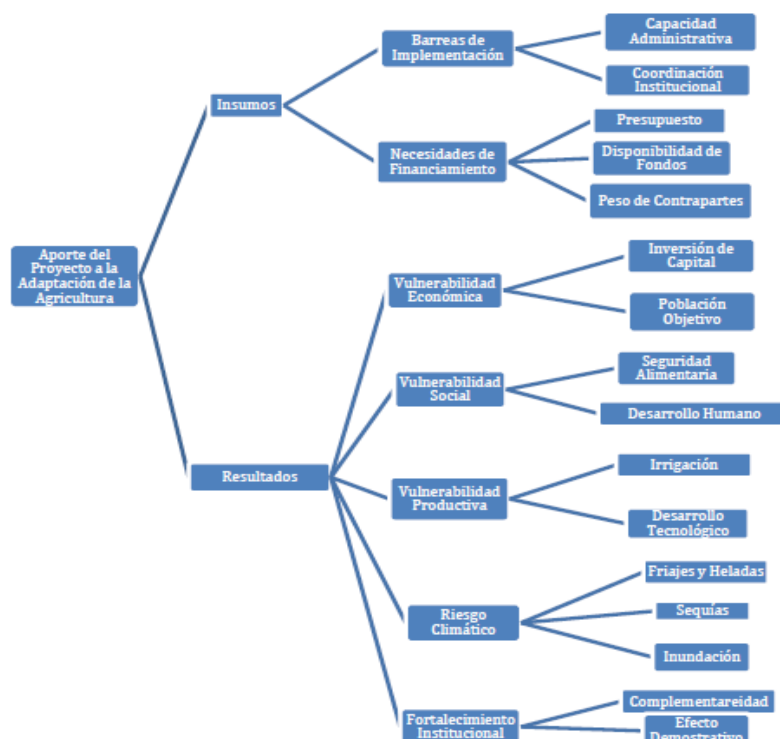 Aporte del
Proyecto a la
Adaptación de la
Agricultura
Insumos
Barreas de
Implementación
Capacidad
Administrativa
Coordinación
Institucional
Necesidades de
Financiamiento
Presupuesto
Disponibilidad de
Fondos
Peso de Contrapartes
Resultados
Vulnerabilidad
Económica
Inversión de
Capital
Población
Objetivo
Vulnerabilidad
Social
Seguridad
Alimentaria
Desarrollo Humano
Vulnerabilidad
Productiva
Irrigación
Desarrollo
Tecnológico
Riesgo
Climático
Friajes y Heladas
Sequías
Inundación
Fortalecimiento
Institucional
Complementareidad
Efecto
Demostrativo